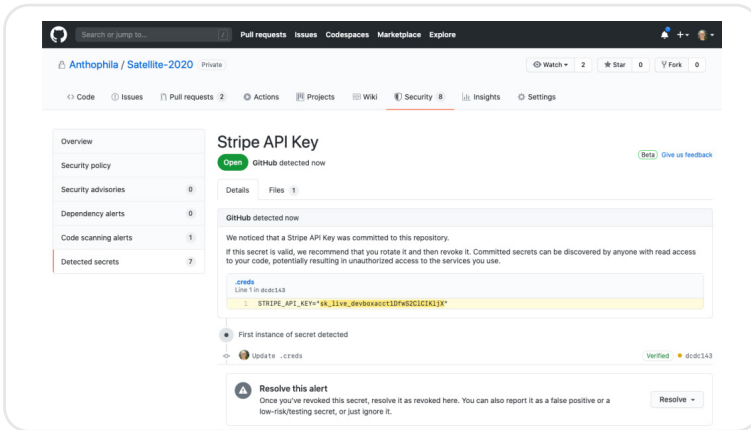 Search or jump to...
/
Pull requests Issues Codespaces Marketplace Explore
Anthophila / Satellite-2020 Private
Watch 2
Star 0
Fork 0
Code
Issues
Pull requests 2
Actions
Projects
Wiki
Security 8
Insights
Settings
Overview
Security policy
Security advisories 0
Dependency alerts 0
Code scanning alerts 1
Detected secrets 7
Stripe API Key
Open GitHub detected now
Beta Give us feedback
Details
Files 1
GitHub detected now
We noticed that a Stripe API Key was committed to this repository.
If this secret is valid, we recommend that you rotate it and then revoke it. Committed secrets can be discovered by anyone with read access
to your code, potentially resulting in unauthorized access to the services you use.
.creds
Line 1 in dcdc143
1 STRIPE_API_KEY="sk_live_devboxacct1DfwS2ClCIKljX"
First instance of secret detected
Update .creds
Verified dcdc143
Resolve this alert
Once you've revoked this secret, resolve it as revoked here. You can also report it as a false positive or a
low-risk/testing secret, or just ignore it.
Resolve